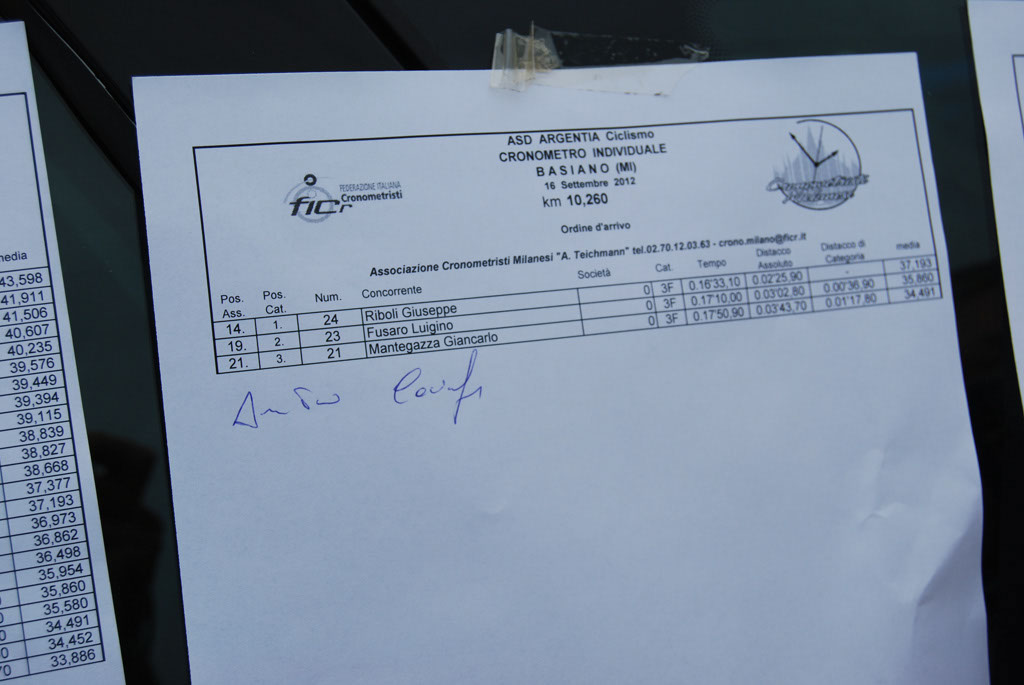 media
43,598
41,911
41,506
40,607
40,235
39,576
39,449
39,394
39,115
38,839
38,827
38,668
37,377
37,193
36,973
36,862
36,498
35,954
35,860
35,580
34,491
34,452
33,886
ASD ARGENTIA Ciclismo
CRONOMETRO INDIVIDUALE
BASIANO (MI)
16 Settembre 2012
km 10,260
FEDERAZIONE ITALIANA
Cronometristi
ficr
Ordine d'arrivo
Associazione Cronometristi Milanesi "A. Teichmann" tel.02.70.12.03.63 - crono.milano@ficr.it
Pos. Ass. Pos. Cat. Num. Concorrente Società Cat. Tempo Distacco Assoluto Distacco di Categoria media
14. 1. 24 Riboli Giuseppe 0 3F 0.16'33,10 0.02'25,90 - 37,193
19. 2. 23 Fusaro Luigino 0 3F 0.17'10,00 0.03'02,80 0.00'36,90 35,860
21. 3. 21 Mantegazza Giancarlo 0 3F 0.17'50,90 0.03'43,70 0.01'17,80 34,491